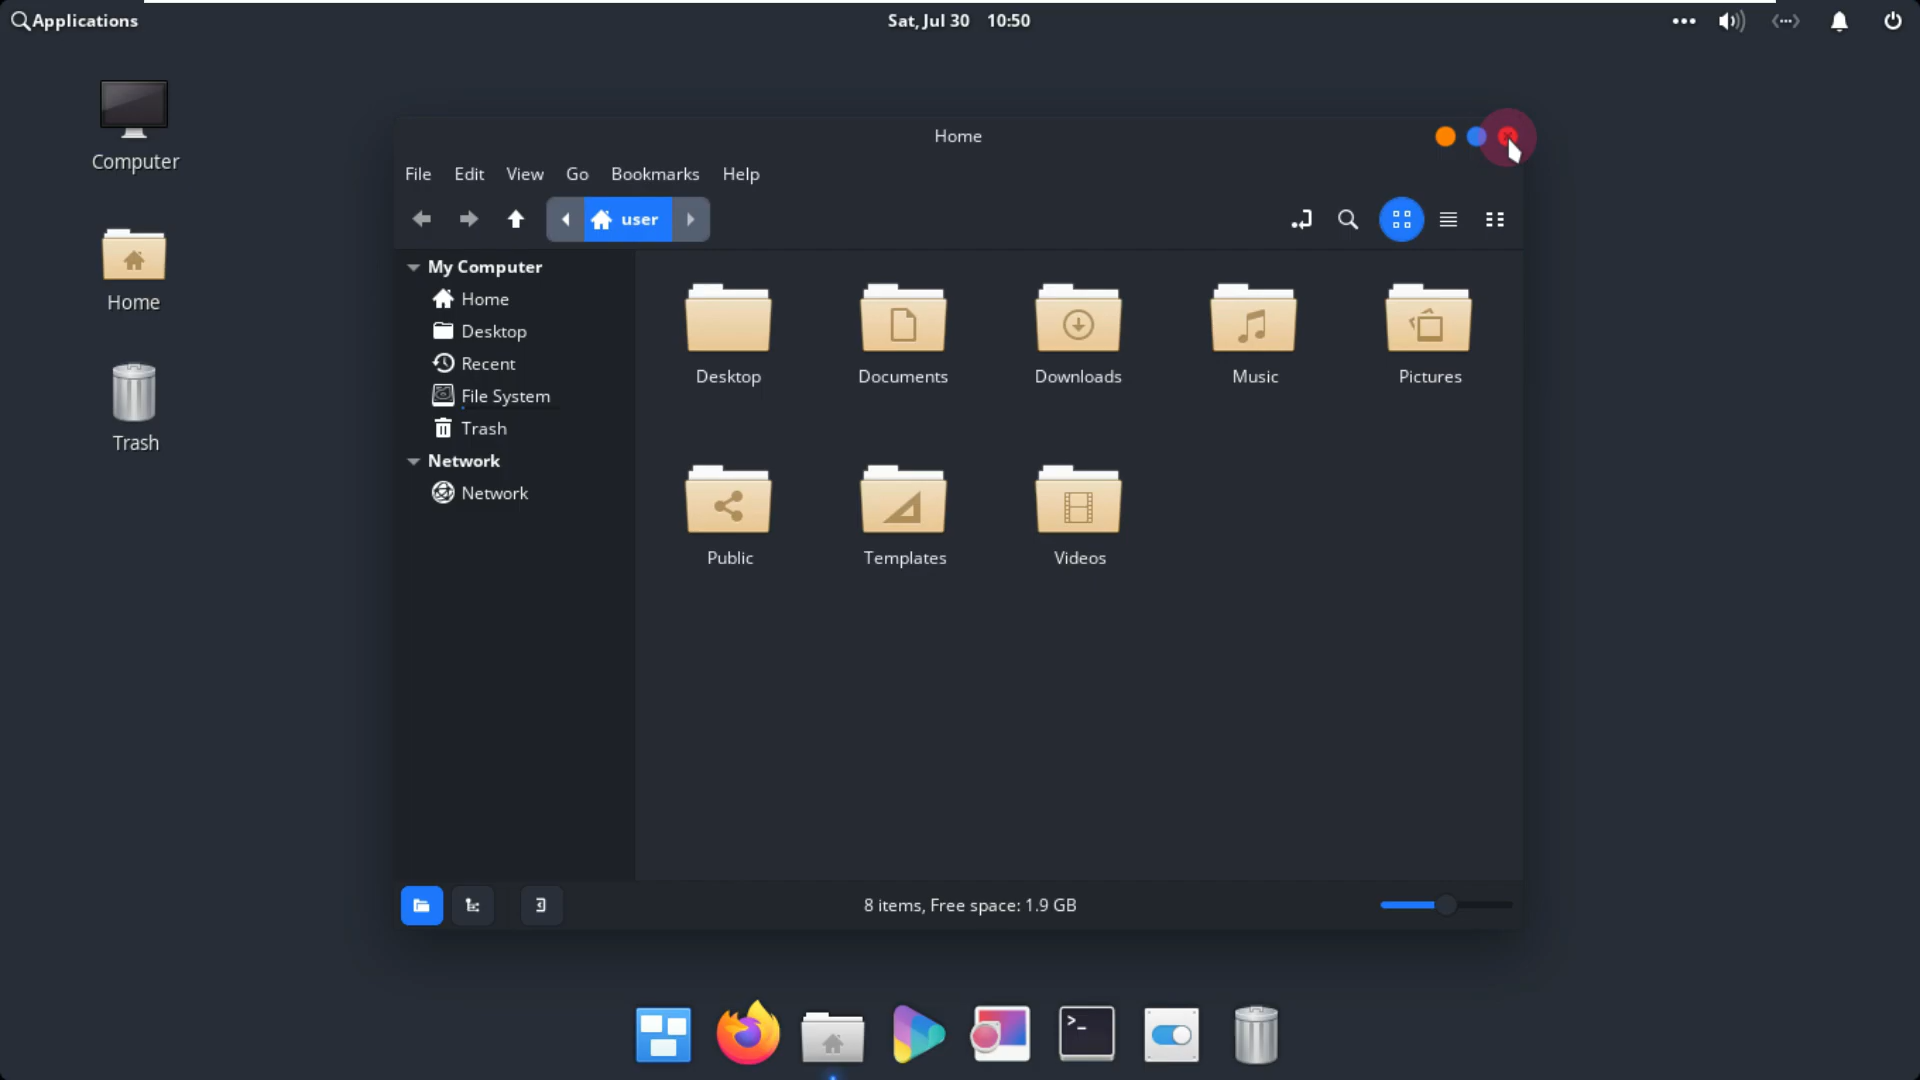 Applications
Sat, Jul 30 10:50
Computer
Home
Trash
Home
File Edit View Go Bookmarks Help
user
My Computer
Home
Desktop
Recent
File System
Trash
Network
Network
Desktop
Documents
Downloads
Music
Pictures
Public
Templates
Videos
8 items, Free space: 1.9 GB
>_